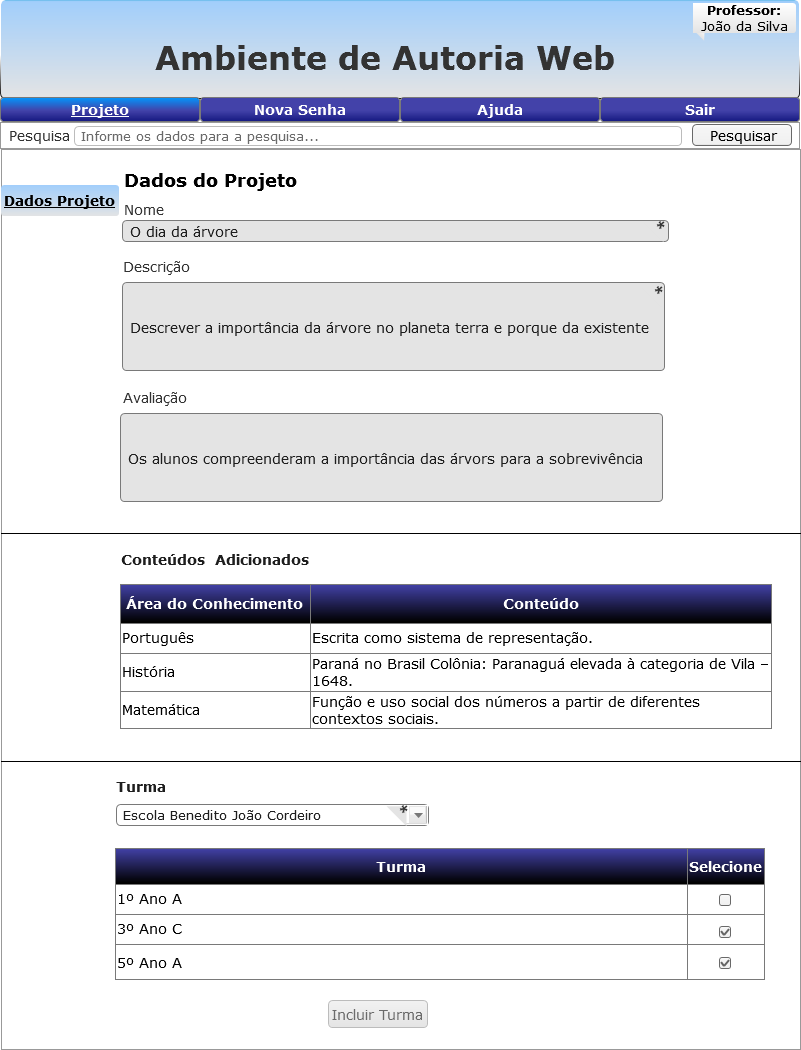 Professor:
João da Silva
Ambiente de Autoria Web
Projeto
Nova Senha
Ajuda
Sair
Pesquisa
Informe os dados para a pesquisa...
Pesquisar
Dados Projeto
Dados do Projeto
Nome
O dia da árvore *
Descrição
*
Descrever a importância da árvore no planeta terra e porque da existente
Avaliação
Os alunos compreenderam a importância das árvors para a sobrevivência
Conteúdos Adicionados
Área do Conhecimento
Conteúdo
Português
Escrita como sistema de representação.
História
Paraná no Brasil Colônia: Paranaguá elevada à categoria de Vila –
1648.
Matemática
Função e uso social dos números a partir de diferentes
contextos sociais.
Turma
Escola Benedito João Cordeiro *
Turma
Selecione
1º Ano A
3º Ano C
5º Ano A
Incluir Turma